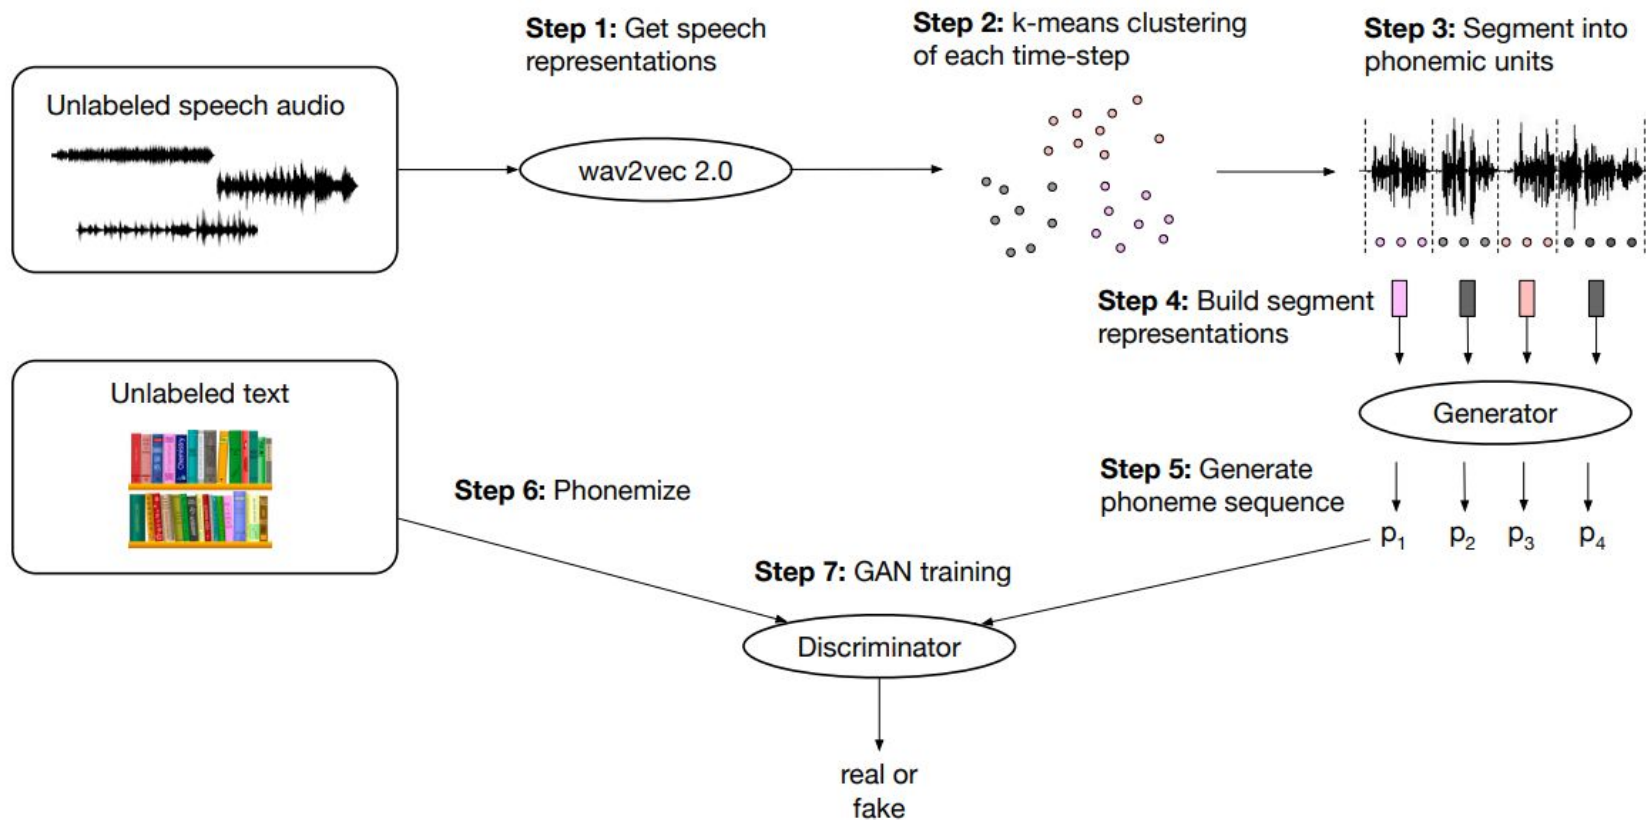 Step 1: Get speech
representations
Step 2: k-means clustering
of each time-step
Step 3: Segment into
phonemic units
Unlabeled speech audio
wav2vec 2.0
Step 4: Build segment
representations
Generator
Unlabeled text
Chemistry
Step 5: Generate
phoneme sequence
Step 6: Phonemize
p1 p2 p3 p4
Step 7: GAN training
Discriminator
real or
fake